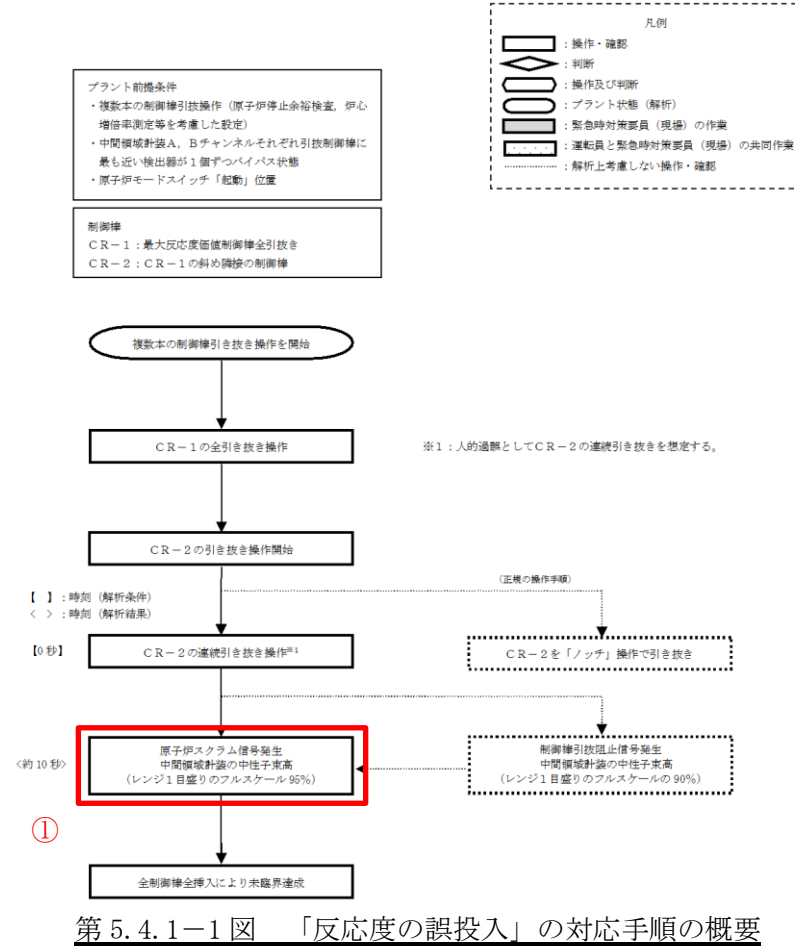 凡例
：操作・確認
：判断
：操作及び判断
：プラント状態（解析）
：緊急時対策要員（現場）の作業
：運転員と緊急時対策要員（現場）の共同作業
：解析上考慮しない操作・確認
プラント前提条件
・複数本の制御棒引抜操作（原子炉停止余裕検査，炉心
増倍率測定等を考慮した設定）
・中間領域計装Ａ，Ｂチャンネルそれぞれ引抜制御棒に
最も近い検出器が１個ずつバイパス状態
・原子炉モードスイッチ「起動」位置
制御棒
ＣＲ－１：最大反応度価値制御棒全引抜き
ＣＲ－２：ＣＲ－１の斜め隣接の制御棒
複数本の制御棒引き抜き操作を開始
ＣＲ－１の全引き抜き操作
※１：人的過誤としてＣＲ－２の連続引き抜きを想定する。
ＣＲ－２の引き抜き操作開始
（正規の操作手順）
【　】：時刻（解析条件）
＜　＞：時刻（解析結果）
【0秒】
ＣＲ－２の連続引き抜き操作※1
ＣＲ－２を「ノッチ」操作で引き抜き
＜約10秒＞
原子炉スクラム信号発生
中間領域計装の中性子束高
（レンジ１目盛りのフルスケール95％）
制御棒引抜阻止信号発生
中間領域計装の中性子束高
（レンジ１目盛りのフルスケールの90％）
①
全制御棒全挿入により未臨界達成
第5.4.1－1図　「反応度の誤投入」の対応手順の概要